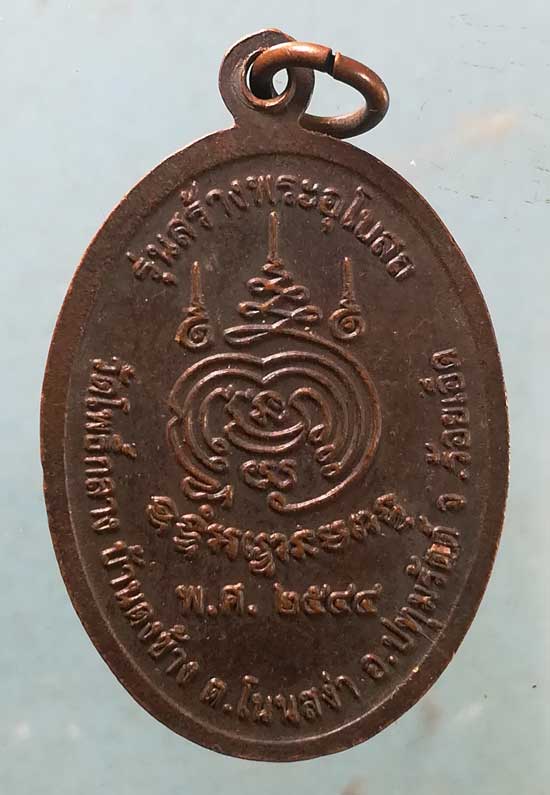 รุ่นสร้างพระอุโบสถ
พ.ศ. ๒๕๔๔
วัดโพธิ์กลาง บ้านดงช้าง ต.โนนสง่า อ.ปทุมรัตต์ จ.ร้อยเอ็ด